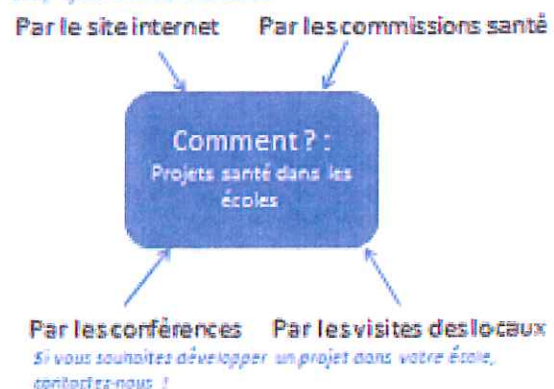 Par le site internet Par les commissions santé
Comment ? :
Projets santé dans les
écoles
Par les conférences Par les visites des locaux
Si vous souhaitez développer un projet dans votre école,
contactez-nous !